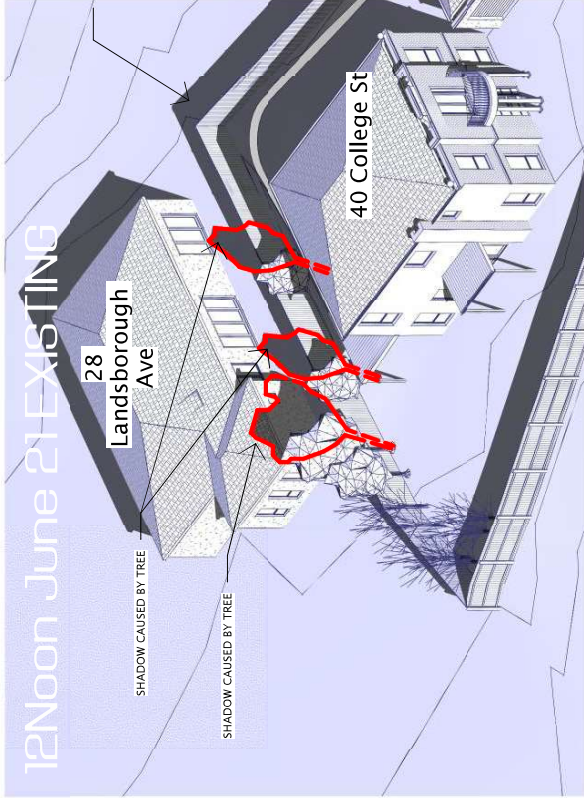 12Noon June 21 EXISTING
28
Landsborough
Ave
40 College St
SHADOW CAUSED BY TREE
SHADOW CAUSED BY TREE